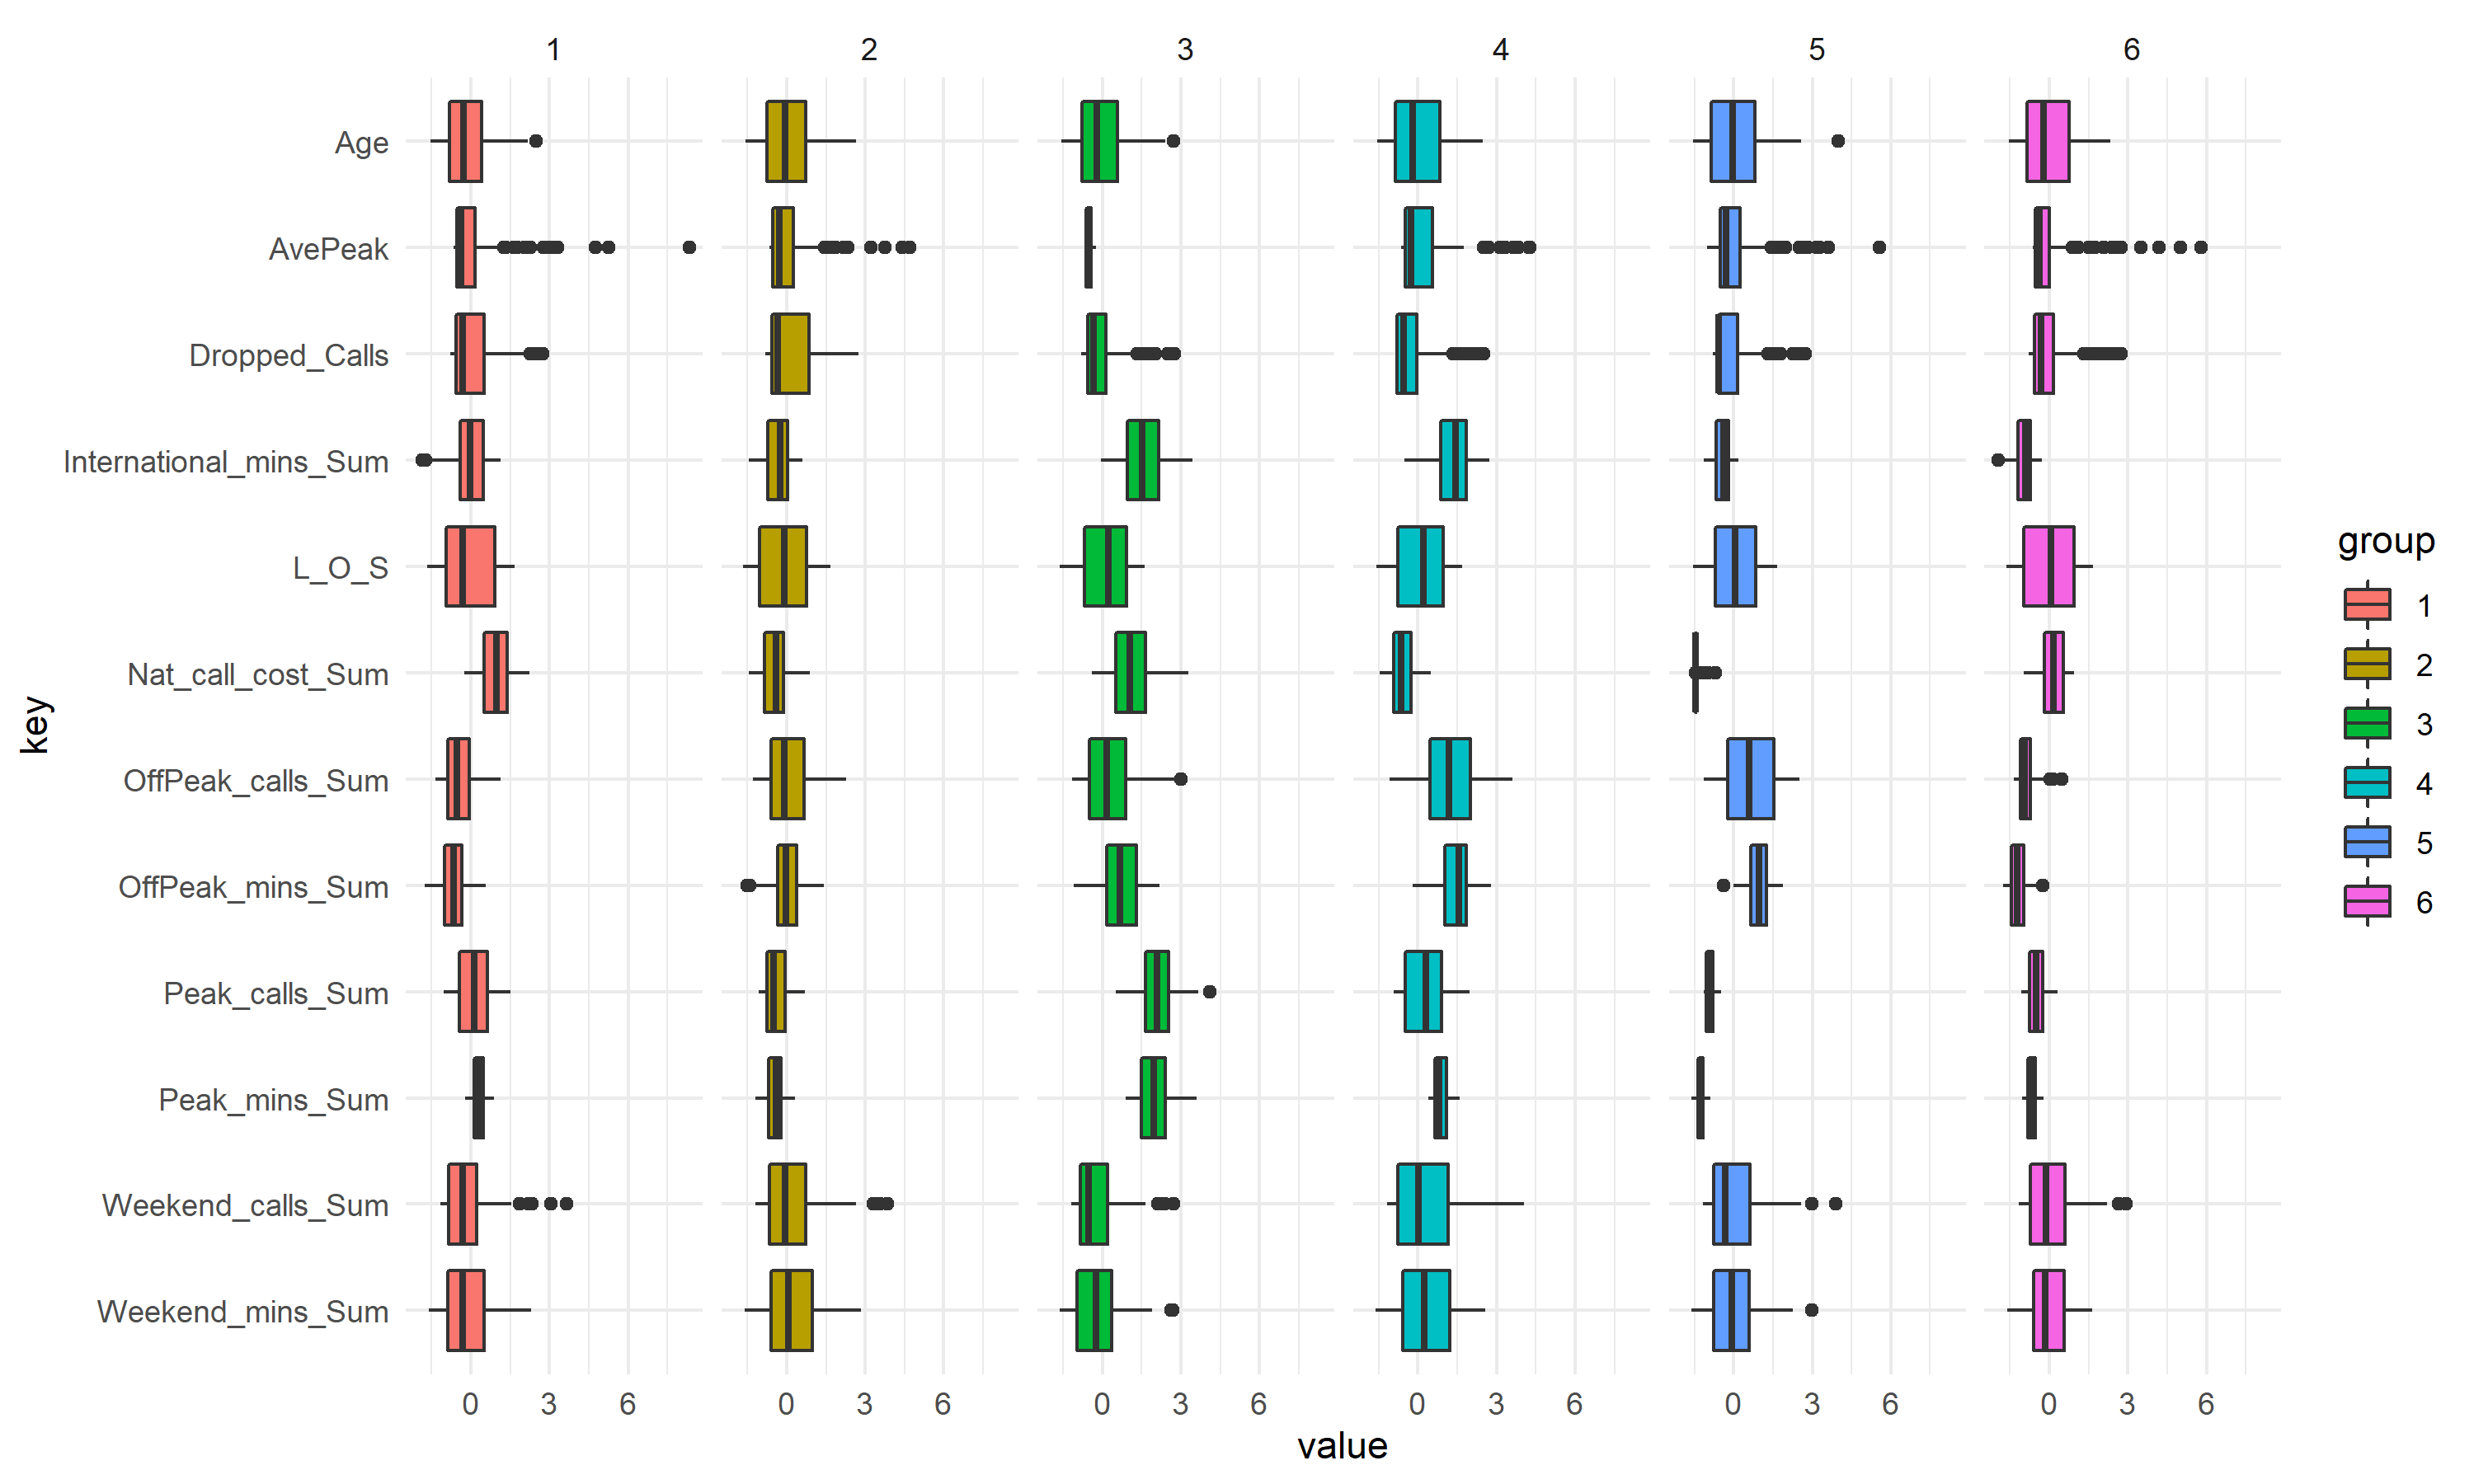 1 2 3 4 5 6
Age
AvePeak
Dropped_Calls
International_mins_Sum
L_O_S
Nat_call_cost_Sum
OffPeak_calls_Sum
OffPeak_mins_Sum
Peak_calls_Sum
Peak_mins_Sum
Weekend_calls_Sum
Weekend_mins_Sum
key
0 3 6 0 3 6 0 3 6 0 3 6 0 3 6 0 3 6
value
group
1
2
3
4
5
6